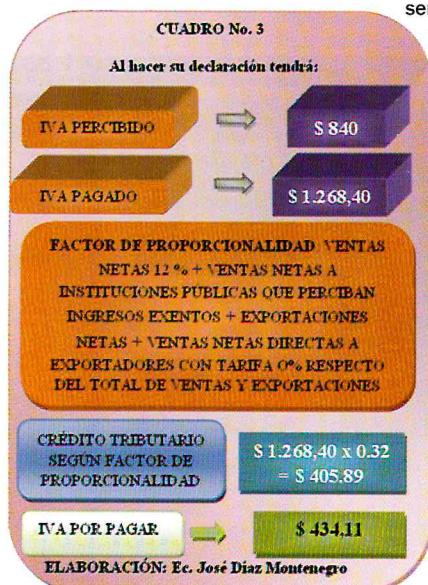 CUADRO No. 3
Al hacer su declaración tendrá:
IVA PERCIBIDO
$ 840
IVA PAGADO
$ 1.268,40
FACTOR DE PROPORCIONALIDAD: VENTAS
NETAS 12 % + VENTAS NETAS A
INSTITUCIONES PUBLICAS QUE PERCIBAN
INGRESOS EXENTOS + EXPORTACIONES
NETAS + VENTAS NETAS DIRECTAS A
EXPORTADORES CON TARIFA 0% RESPECTO
DEL TOTAL DE VENTAS Y EXPORTACIONES
CRÉDITO TRIBUTARIO
SEGÚN FACTOR DE
PROPORCIONALIDAD
$ 1.268,40 x 0.32
= $ 405.89
IVA POR PAGAR
$ 434,11
ELABORACIÓN: Ec. José Díaz Montenegro